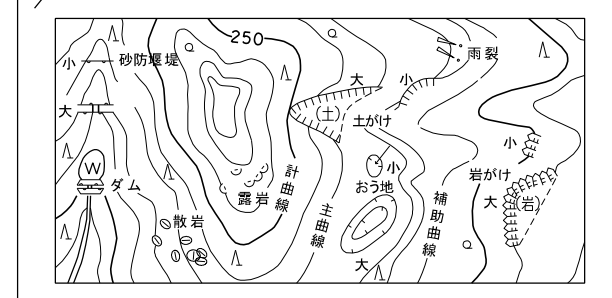 250
雨裂
小 砂防堰堤
大
小
大
(土)
土がけ
小
W
ダム
小
おう地
計曲線
露岩
岩がけ
大
(岩)
散岩
主曲線
補助曲線
大